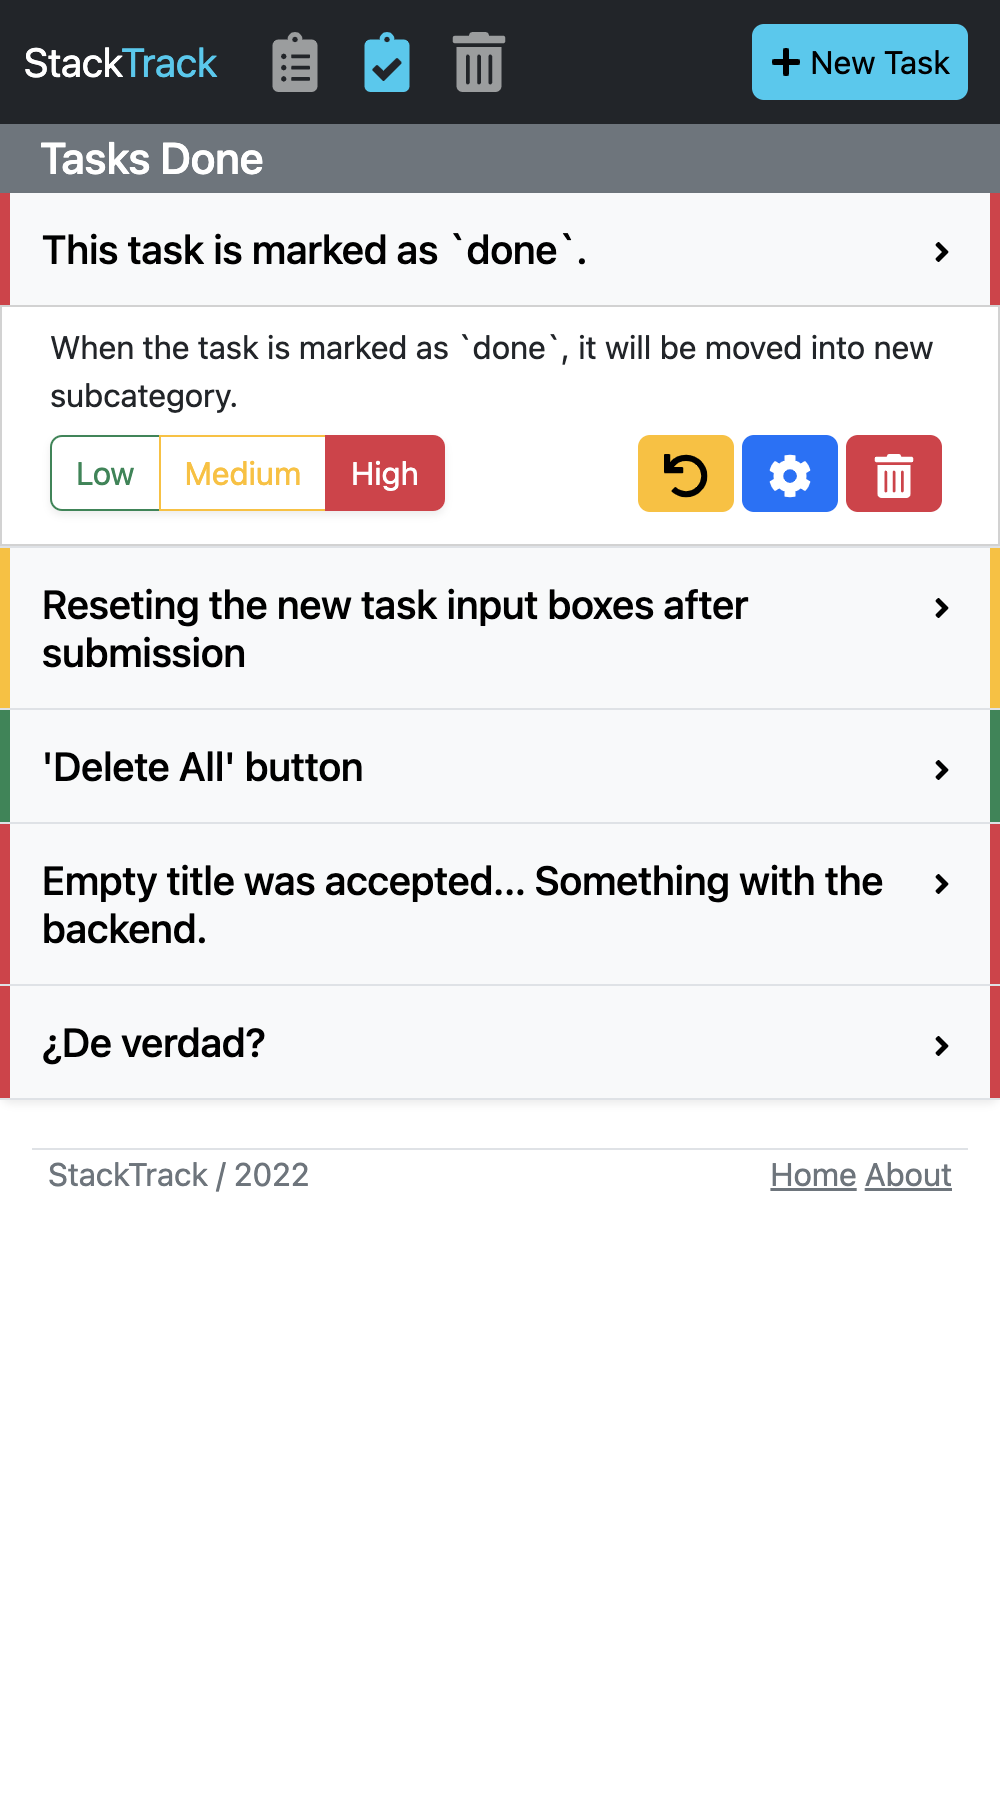 StackTrack
New Task
Tasks Done
This task is marked as `done`.
When the task is marked as `done`, it will be moved into new
subcategory.
Low Medium High
Reseting the new task input boxes after
submission
'Delete All' button
Empty title was accepted... Something with the
backend.
¿De verdad?
StackTrack / 2022
Home About